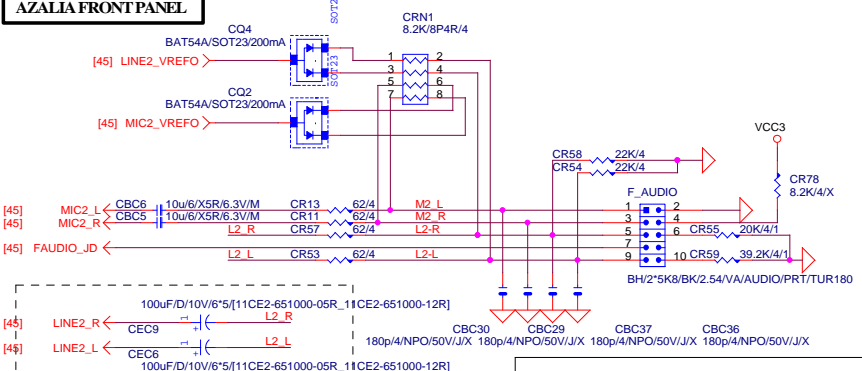 AZALIA FRONT PANEL
CQ4
BAT54A/SOT23/200mA
SOT23
[45] LINE2_VREFO
CQ2
BAT54A/SOT23/200mA
[45] MIC2_VREFO
CRN1
8.2K/8P4R/4
1 2
3 4
5 6
7 8
VCC3
CR58 22K/4
CR54 22K/4
CR78
8.2K/4/X
F_AUDIO
[45] MIC2_L CBC6 10u/6/X5R/6.3V/M CR13 62/4 M2_L
[45] MIC2_R CBC5 10u/6/X5R/6.3V/M CR11 62/4 M2_R
L2_R CR57 62/4 L2-R
[45] FAUDIO_JD
L2_L CR53 62/4 L2-L
1 2
3 4
5 6 CR55 20K/4/1
7
9 10 CR59 39.2K/4/1
BH/2*5K8/BK/2.54/VA/AUDIO/PRT/TUR180
100uF/D/10V/6*5/[11CE2-651000-05R_11CE2-651000-12R]
[45] LINE2_R 1 + L2_R
CEC9
[45] LINE2_L 1 + L2_L
CEC6
100uF/D/10V/6*5/[11CE2-651000-05R_11CE2-651000-12R]
CBC30 CBC29 CBC37 CBC36
180p/4/NPO/50V/J/X 180p/4/NPO/50V/J/X 180p/4/NPO/50V/J/X 180p/4/NPO/50V/J/X